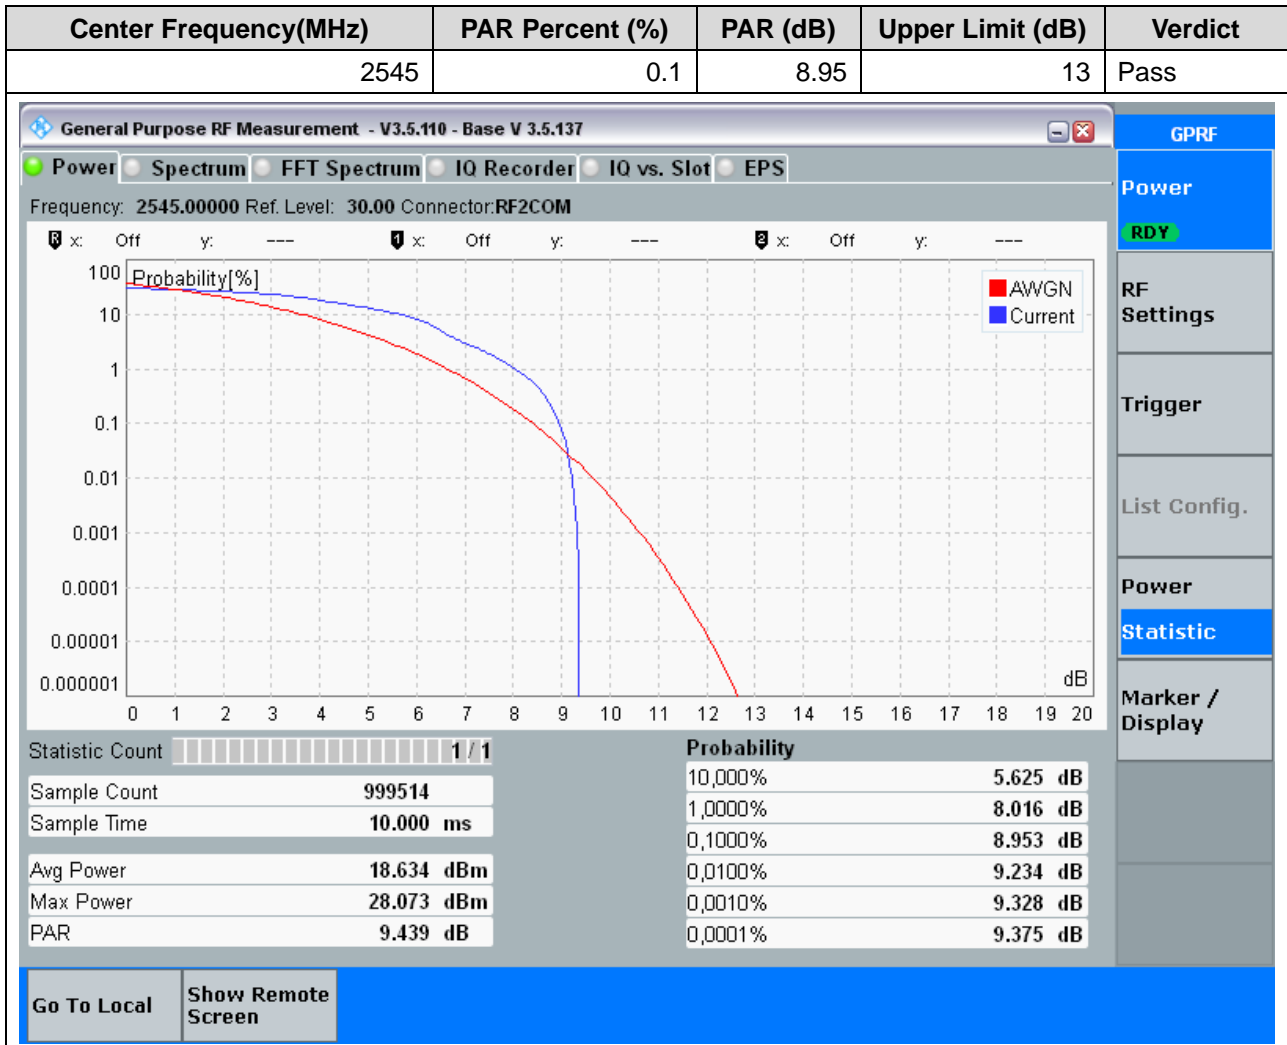 Center Frequency(MHz) PAR Percent (%) PAR (dB) Upper Limit (dB) Verdict
2545 0.1 8.95 13 Pass
General Purpose RF Measurement - V3.5.110 - Base V 3.5.137
GPRF
Power Spectrum FFT Spectrum IQ Recorder IQ vs. Slot EPS
Frequency: 2545.00000 Ref. Level: 30.00 Connector:RF2COM
R x: Off y: --- 1 x: Off y: --- 2 x: Off y: ---
Probability[%]
100
10
1
0.1
0.01
0.001
0.0001
0.00001
0.000001
AWGN
Current
dB
0 1 2 3 4 5 6 7 8 9 10 11 12 13 14 15 16 17 18 19 20
Statistic Count 1 / 1
Sample Count 999514
Sample Time 10.000 ms
Avg Power 18.634 dBm
Max Power 28.073 dBm
PAR 9.439 dB
Probability
10,000% 5.625 dB
1,0000% 8.016 dB
0,1000% 8.953 dB
0,0100% 9.234 dB
0,0010% 9.328 dB
0,0001% 9.375 dB
Power
RDY
RF
Settings
Trigger
List Config.
Power
Statistic
Marker /
Display
Go To Local
Show Remote
Screen